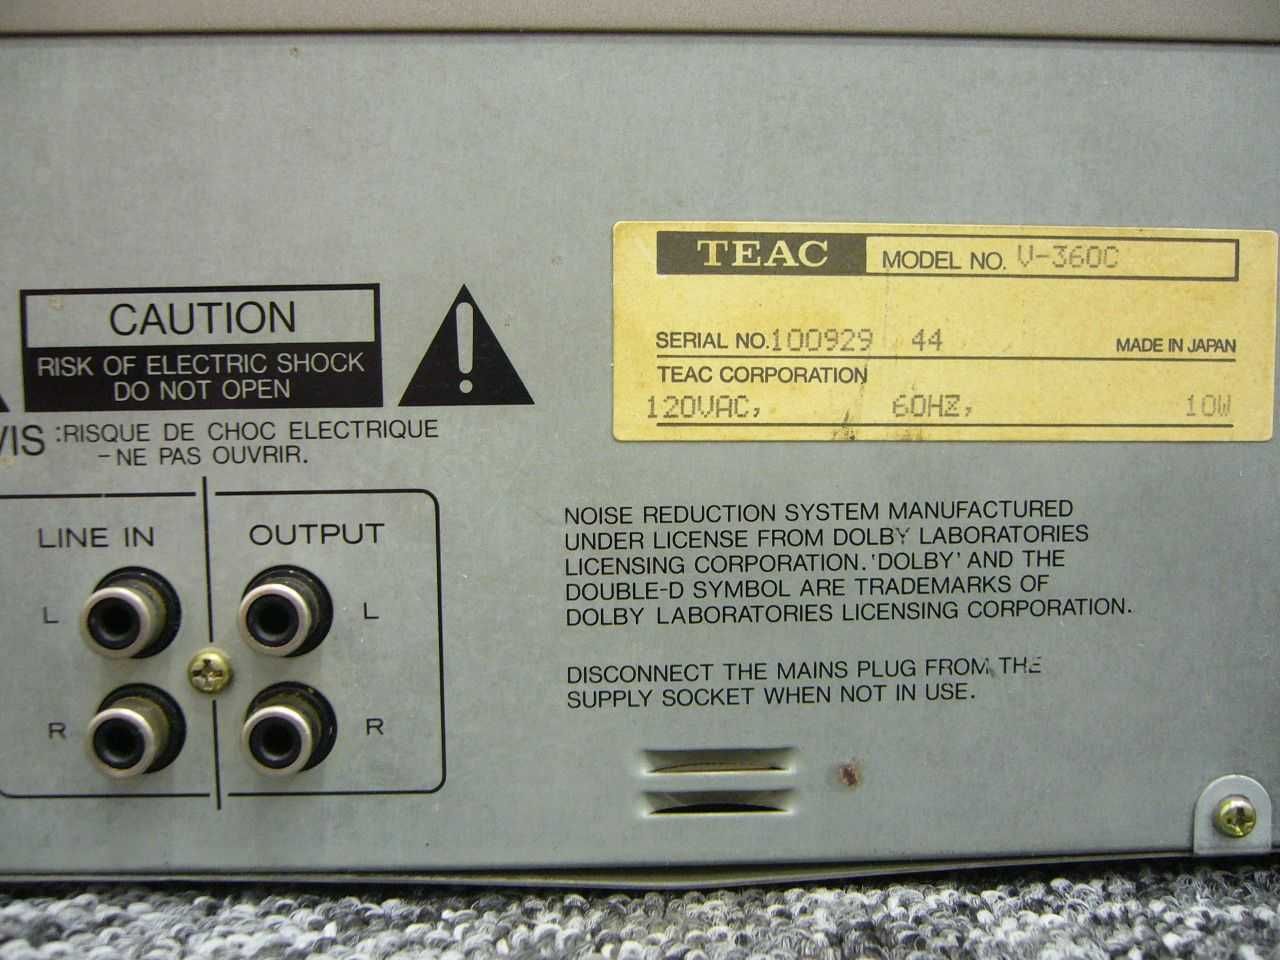 TEAC MODEL NO. V-360C
SERIAL NO. 100929 44 MADE IN JAPAN
TEAC CORPORATION
120VAC, 60HZ, 10W
CAUTION
RISK OF ELECTRIC SHOCK
DO NOT OPEN
VIS :RISQUE DE CHOC ELECTRIQUE
-NE PAS OUVRIR.
LINE IN OUTPUT
L L
R R
NOISE REDUCTION SYSTEM MANUFACTURED
UNDER LICENSE FROM DOLBY LABORATORIES
LICENSING CORPORATION. 'DOLBY' AND THE
DOUBLE-D SYMBOL ARE TRADEMARKS OF
DOLBY LABORATORIES LICENSING CORPORATION.
DISCONNECT THE MAINS PLUG FROM THE
SUPPLY SOCKET WHEN NOT IN USE.